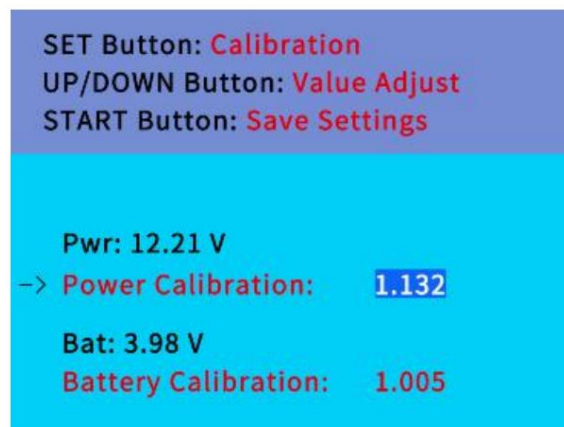 SET Button: Calibration
UP/DOWN Button: Value Adjust
START Button: Save Settings
Pwr: 12.21 V
-> Power Calibration: 1.132
Bat: 3.98 V
Battery Calibration: 1.005